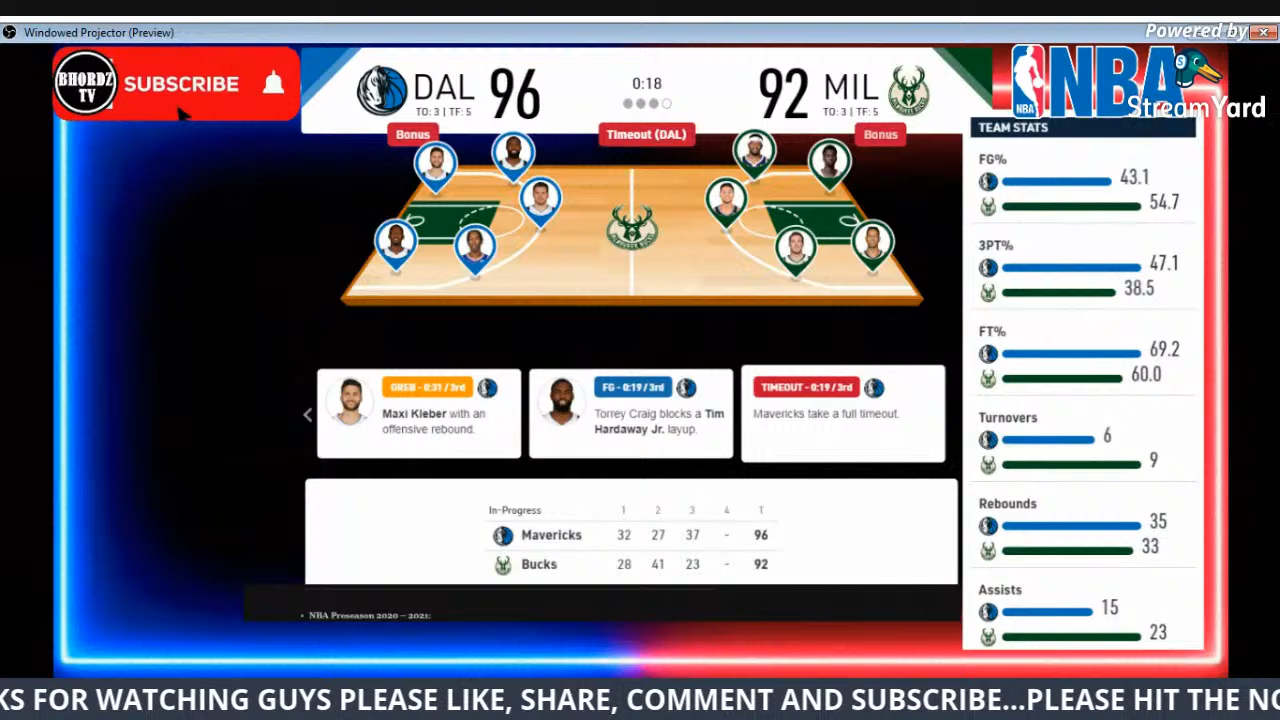 Windowed Projector (Preview)
Powered by
StreamYard
BHORDZ
TV
SUBSCRIBE
DAL 96
TO: 3 | TF: 5
0:18
92 MIL
TO: 3 | TF: 5
NBA
NBA
Bonus
Timeout (DAL)
Bonus
TEAM STATS
FG%
43.1
54.7
3PT%
47.1
38.5
FT%
69.2
60.0
Turnovers
6
9
Rebounds
35
33
Assists
15
23
OREB - 0:31 / 3rd
Maxi Kleber with an
offensive rebound.
FG - 0:19 / 3rd
Torrey Craig blocks a Tim
Hardaway Jr. layup.
TIMEOUT - 0:19 / 3rd
Mavericks take a full timeout.
In-Progress 1 2 3 4 T
Mavericks 32 27 37 - 96
Bucks 28 41 23 - 92
• NBA Preseason 2020 – 2021:
KS FOR WATCHING GUYS PLEASE LIKE, SHARE, COMMENT AND SUBSCRIBE...PLEASE HIT THE NO